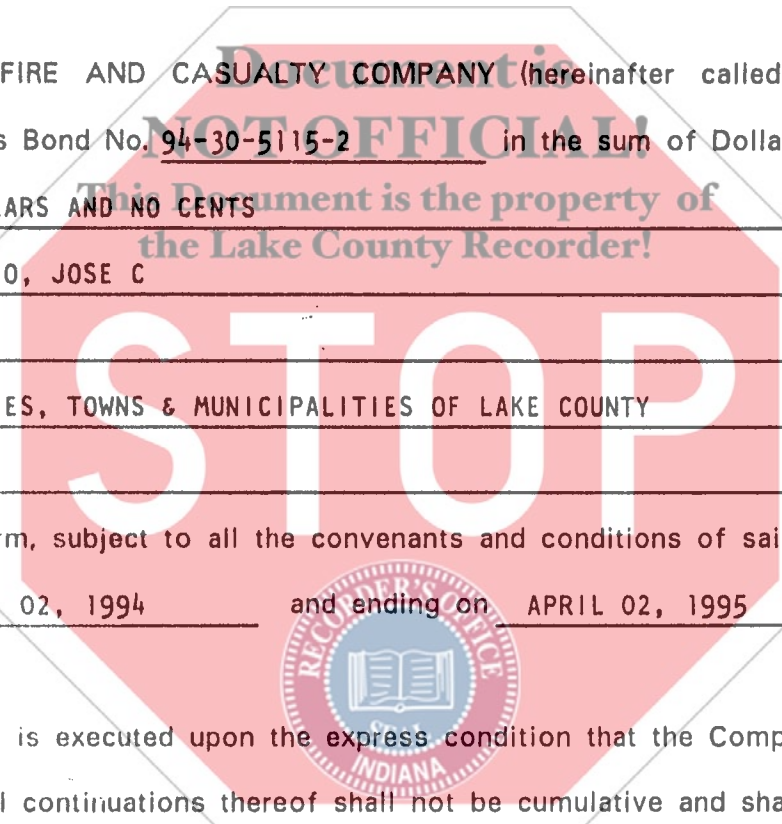 FIRE AND CASUALTY COMPANY (hereinafter called
Document is
s Bond No. 94-30-5115-2 in the sum of Dolla
NOT OFFICIAL!
This Document is the property of
ARS AND NO CENTS
the Lake County Recorder!
O, JOSE C
STOP
ES, TOWNS & MUNICIPALITIES OF LAKE COUNTY
rm, subject to all the convenants and conditions of sai
02, 1994 and ending on APRIL 02, 1995
RECORDER'S OFFICE
SEAL
INDIANA
is executed upon the express condition that the Comp
l continuations thereof shall not be cumulative and sha